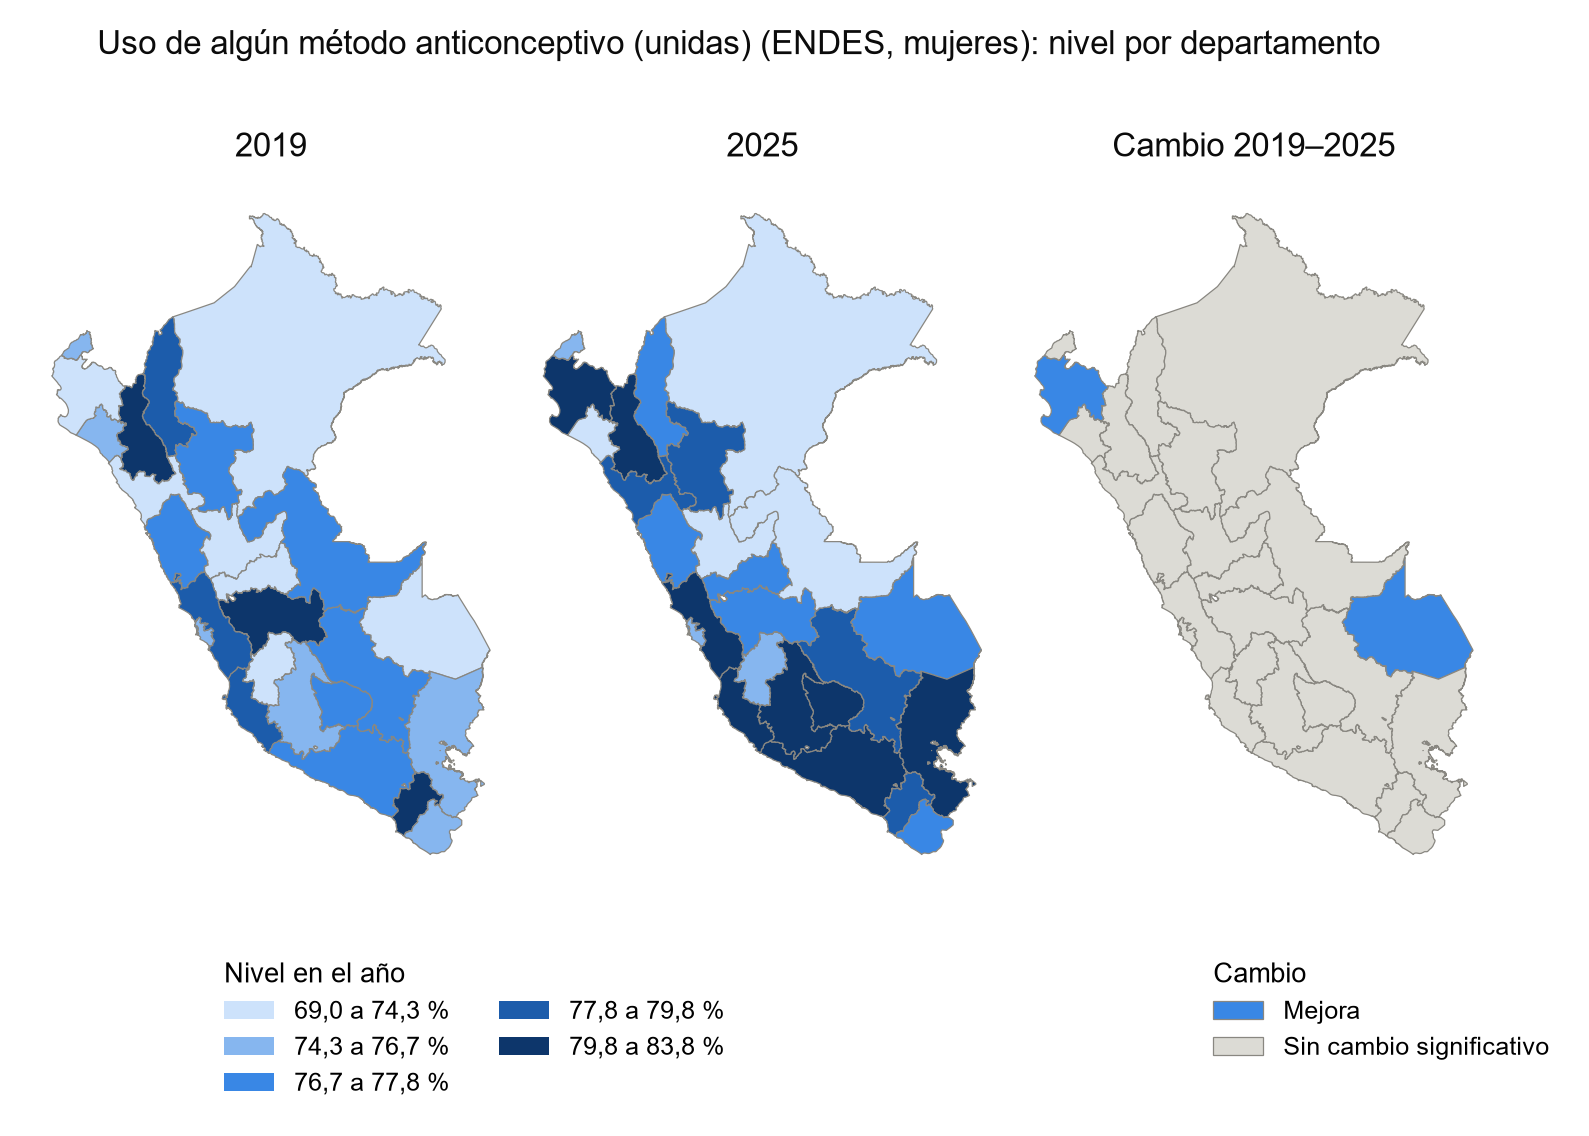 Uso de algún método anticonceptivo (unidas) (ENDES, mujeres): nivel por departamento
2019
2025
Cambio 2019–2025
Nivel en el año
69,0 a 74,3 %
74,3 a 76,7 %
76,7 a 77,8 %
77,8 a 79,8 %
79,8 a 83,8 %
Cambio
Mejora
Sin cambio significativo